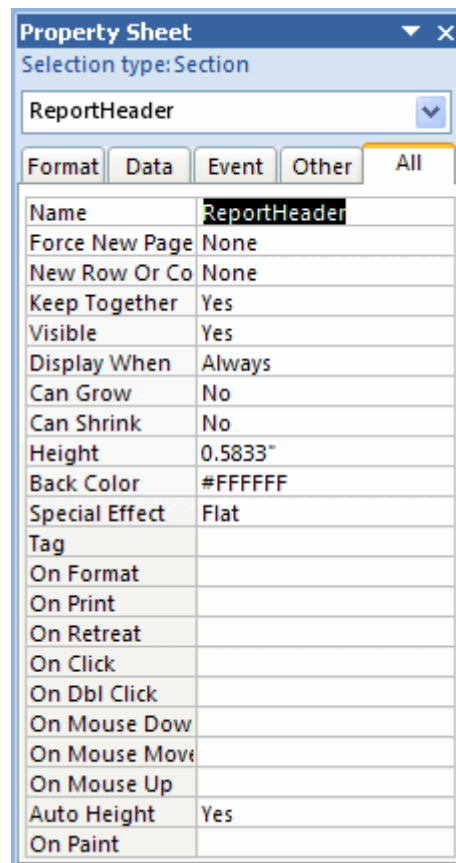 Property Sheet
Selection type: Section
ReportHeader
Format Data Event Other All
Name ReportHeader
Force New Page None
New Row Or Co None
Keep Together Yes
Visible Yes
Display When Always
Can Grow No
Can Shrink No
Height 0.5833"
Back Color #FFFFFF
Special Effect Flat
Tag
On Format
On Print
On Retreat
On Click
On Dbl Click
On Mouse Dow
On Mouse Move
On Mouse Up
Auto Height Yes
On Paint